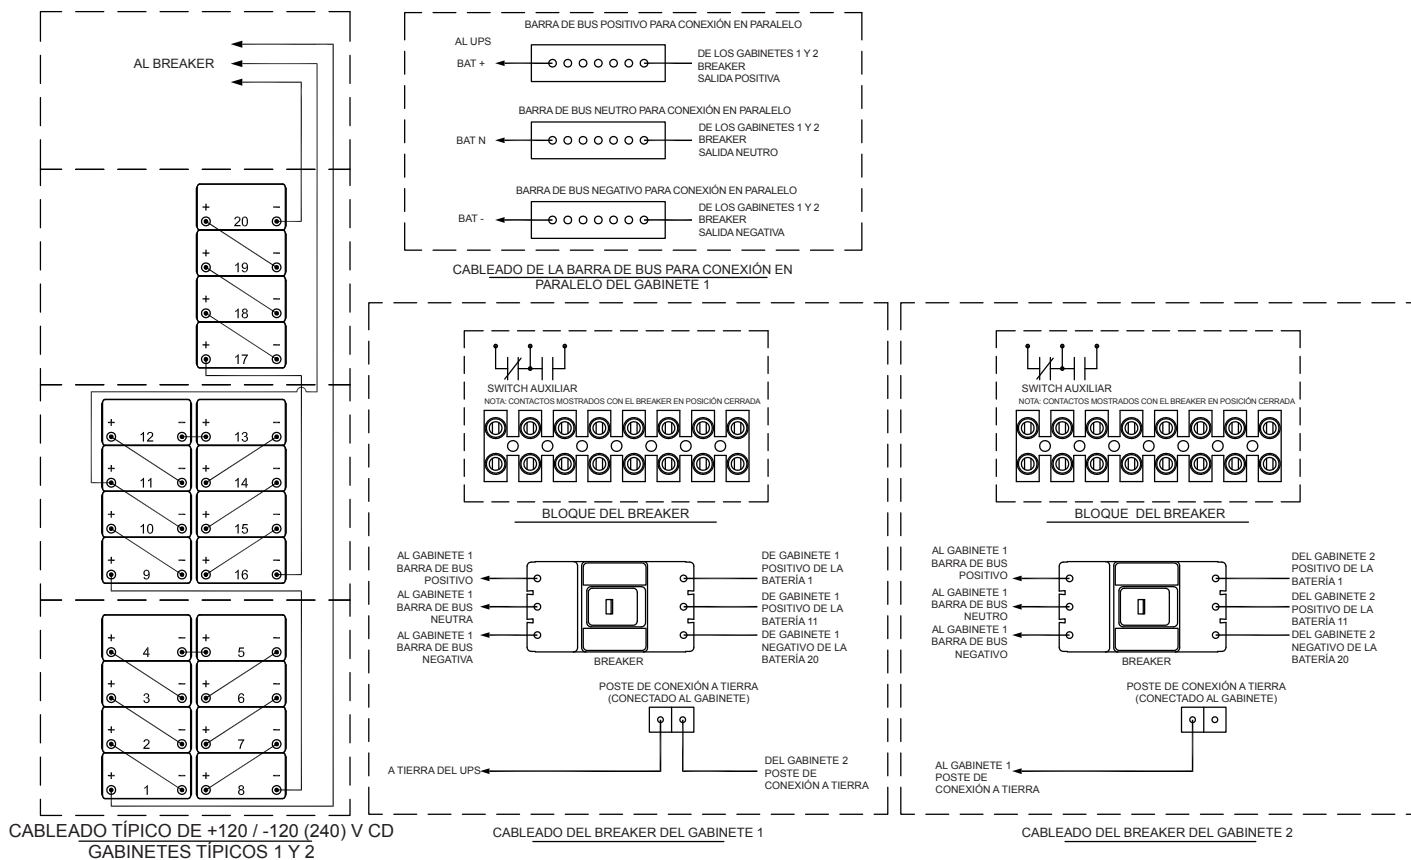 AL BREAKER
+ -
20
+ -
19
+ -
18
+ -
17
+ - + -
12 13
+ - + -
11 14
+ - + -
10 15
+ - + -
9 16
+ - + -
4 5
+ - + -
3 6
+ - + -
2 7
+ - + -
1 8
CABLEADO TÍPICO DE +120 / -120 (240) V CD
GABINETES TÍPICOS 1 Y 2
BARRA DE BUS POSITIVO PARA CONEXIÓN EN PARALELO
AL UPS
BAT +
DE LOS GABINETES 1 Y 2
BREAKER
SALIDA POSITIVA
BARRA DE BUS NEUTRO PARA CONEXIÓN EN PARALELO
BAT N
DE LOS GABINETES 1 Y 2
BREAKER
SALIDA NEUTRO
BARRA DE BUS NEGATIVO PARA CONEXIÓN EN PARALELO
BAT -
DE LOS GABINETES 1 Y 2
BREAKER
SALIDA NEGATIVA
CABLEADO DE LA BARRA DE BUS PARA CONEXIÓN EN
PARALELO DEL GABINETE 1
SWITCH AUXILIAR
NOTA: CONTACTOS MOSTRADOS CON EL BREAKER EN POSICIÓN CERRADA
BLOQUE DEL BREAKER
AL GABINETE 1
BARRA DE BUS
POSITIVO
AL GABINETE 1
BARRA DE BUS
NEUTRA
AL GABINETE 1
BARRA DE BUS
NEGATIVA
BREAKER
DE GABINETE 1
POSITIVO DE LA
BATERÍA 1
DE GABINETE 1
POSITIVO DE LA
BATERÍA 11
DE GABINETE 1
NEGATIVO DE LA
BATERÍA 20
POSTE DE CONEXIÓN A TIERRA
(CONECTADO AL GABINETE)
A TIERRA DEL UPS
DEL GABINETE 2
POSTE DE
CONEXIÓN A TIERRA
CABLEADO DEL BREAKER DEL GABINETE 1
SWITCH AUXILIAR
NOTA: CONTACTOS MOSTRADOS CON EL BREAKER EN POSICIÓN CERRADA
BLOQUE DEL BREAKER
AL GABINETE 1
BARRA DE BUS
POSITIVO
AL GABINETE 1
BARRA DE BUS
NEUTRO
AL GABINETE 1
BARRA DE BUS
NEGATIVO
BREAKER
DEL GABINETE 2
POSITIVO DE LA
BATERÍA 1
DEL GABINETE 2
POSITIVO DE LA
BATERÍA 11
DEL GABINETE 2
NEGATIVO DE LA
BATERÍA 20
POSTE DE CONEXIÓN A TIERRA
(CONECTADO AL GABINETE)
AL GABINETE 1
POSTE DE
CONEXIÓN A TIERRA
CABLEADO DEL BREAKER DEL GABINETE 2